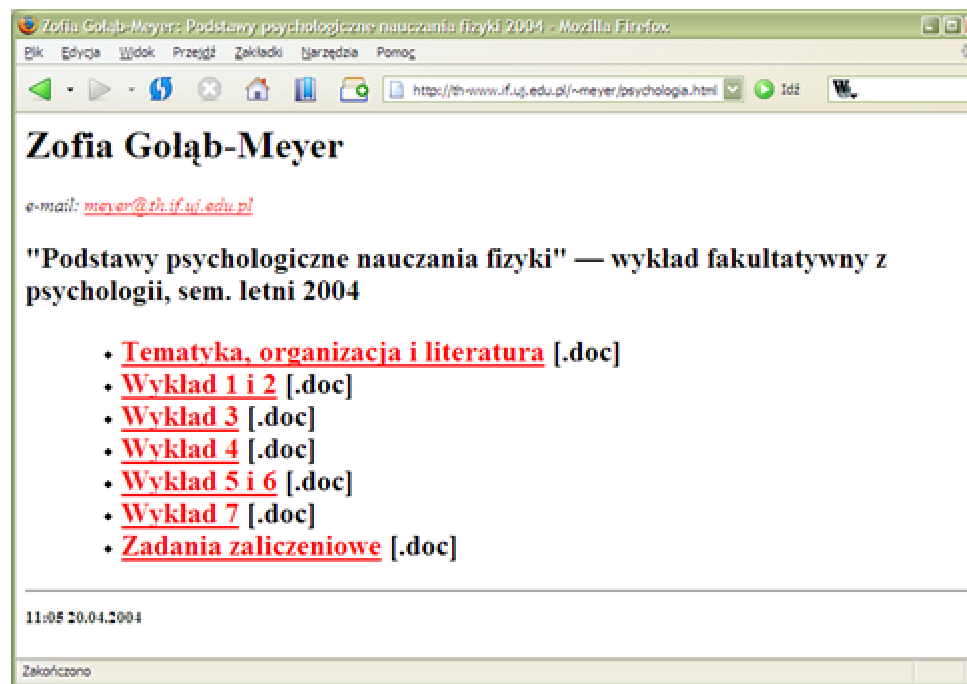 Zofia Gołąb-Meyer: Podstawy psychologiczne nauczania fizyki 2004 - Mozilla Firefox
Plik Edycja Widok Przejdź Zakładki Narzędzia Pomoc
http://th-www.if.uj.edu.pl/~meyer/psychologia.html Idź W.
Zofia Gołąb-Meyer
e-mail: meyer@th.if.uj.edu.pl
"Podstawy psychologiczne nauczania fizyki" — wykład fakultatywny z
psychologii, sem. letni 2004
• Tematyka, organizacja i literatura [.doc]
• Wykład 1 i 2 [.doc]
• Wykład 3 [.doc]
• Wykład 4 [.doc]
• Wykład 5 i 6 [.doc]
• Wykład 7 [.doc]
• Zadania zaliczeniowe [.doc]
11:05 20.04.2004
Zakończono